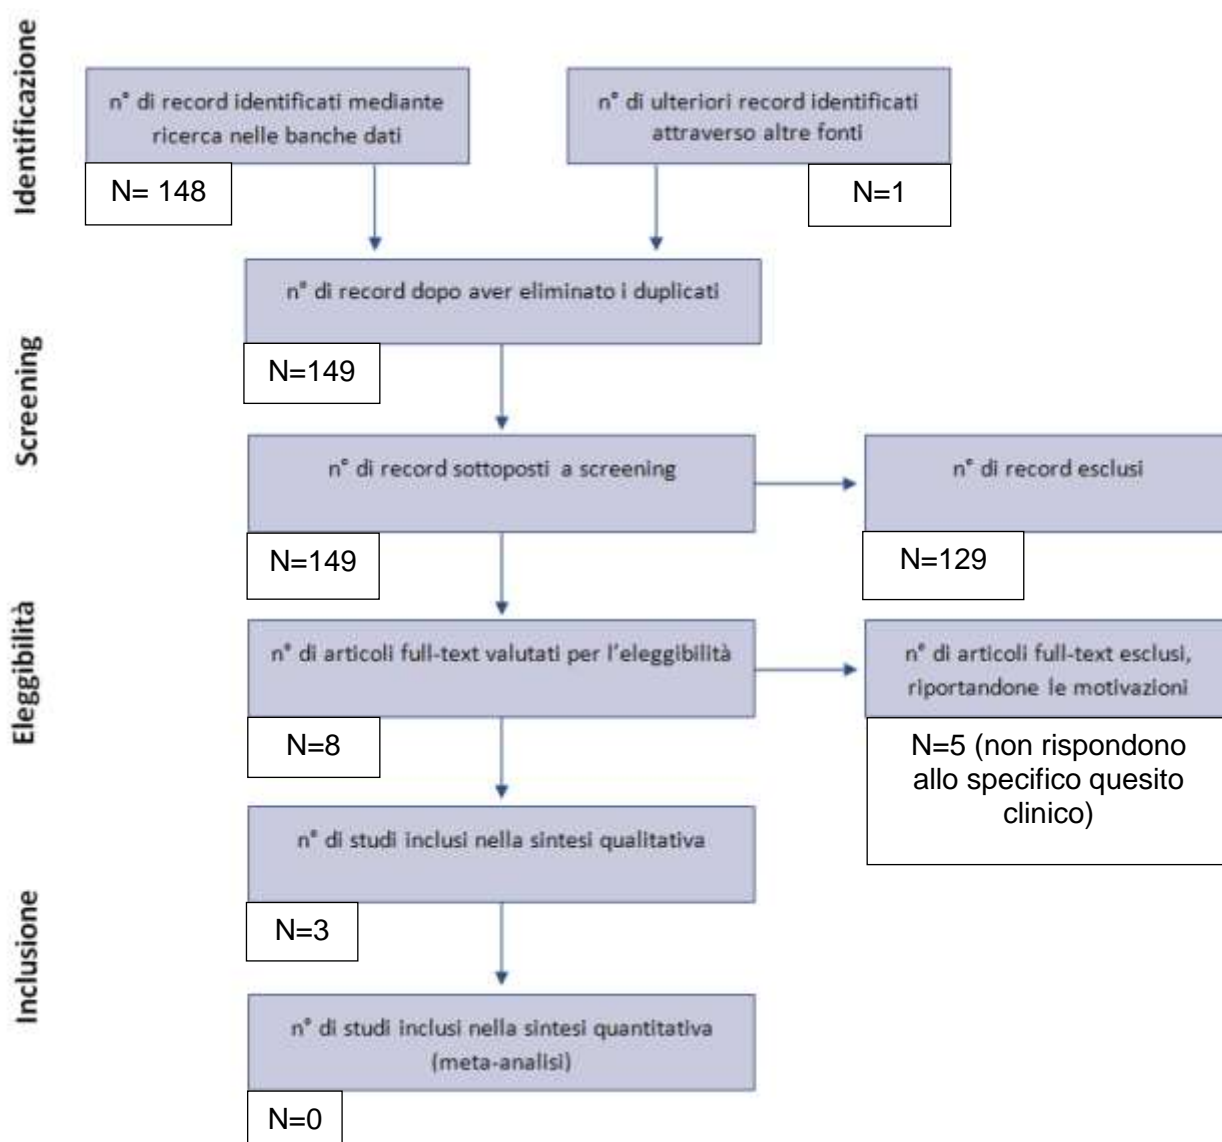 Identificazione
n° di record identificati mediante
ricerca nelle banche dati
N= 148
n° di ulteriori record identificati
attraverso altre fonti
N=1
n° di record dopo aver eliminato i duplicati
N=149
Screening
n° di record sottoposti a screening
N=149
n° di record esclusi
N=129
Eleggibilità
n° di articoli full-text valutati per l'eleggibilità
N=8
n° di articoli full-text esclusi,
riportandone le motivazioni
N=5 (non rispondono
allo specifico quesito
clinico)
Inclusione
n° di studi inclusi nella sintesi qualitativa
N=3
n° di studi inclusi nella sintesi quantitativa
(meta-analisi)
N=0